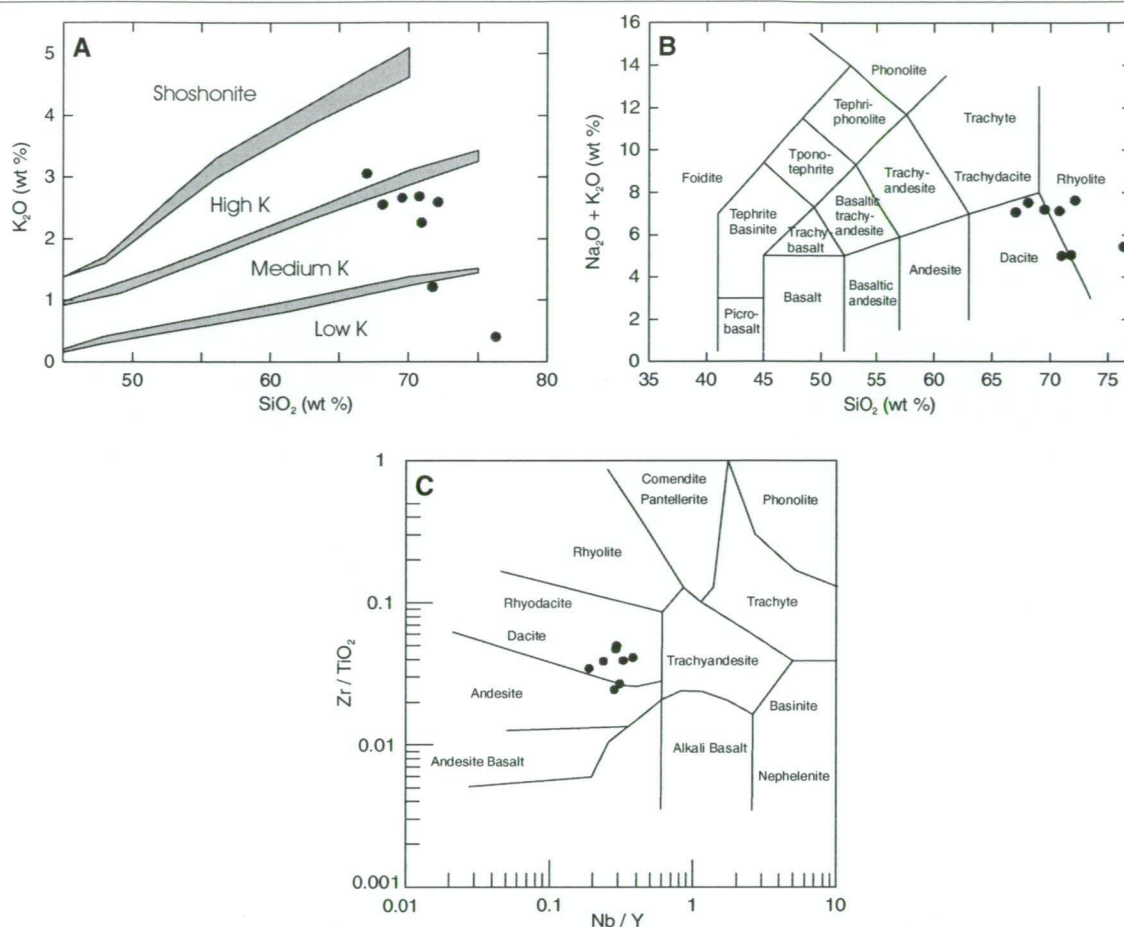 A
5
4
3
2
1
0
K₂O (wt %)
Shoshonite
High K
Medium K
Low K
50
60
70
80
SiO₂ (wt %)
B
16
14
12
10
8
6
4
2
0
Na₂O + K₂O (wt %)
Phonolite
Tephri-
phonolite
Trachyte
Tpono-
tephrite
Foidite
Trachy-
andesite
Trachydacite
Rhyolite
Tephrite
Basinite
Basaltic
trachy-
andesite
Trachy-
basalt
Andesite
Dacite
Basalt
Basaltic
andesite
Picro-
basalt
35
40
45
50
55
60
65
70
75
SiO₂ (wt %)
C
1
0.1
0.01
0.001
Zr / TiO₂
Comendite
Pantellerite
Phonolite
Rhyolite
Rhyodacite
Trachyte
Dacite
Trachyandesite
Andesite
Basinite
Andesite Basalt
Alkali Basalt
Nephelenite
0.01
0.1
1
10
Nb / Y